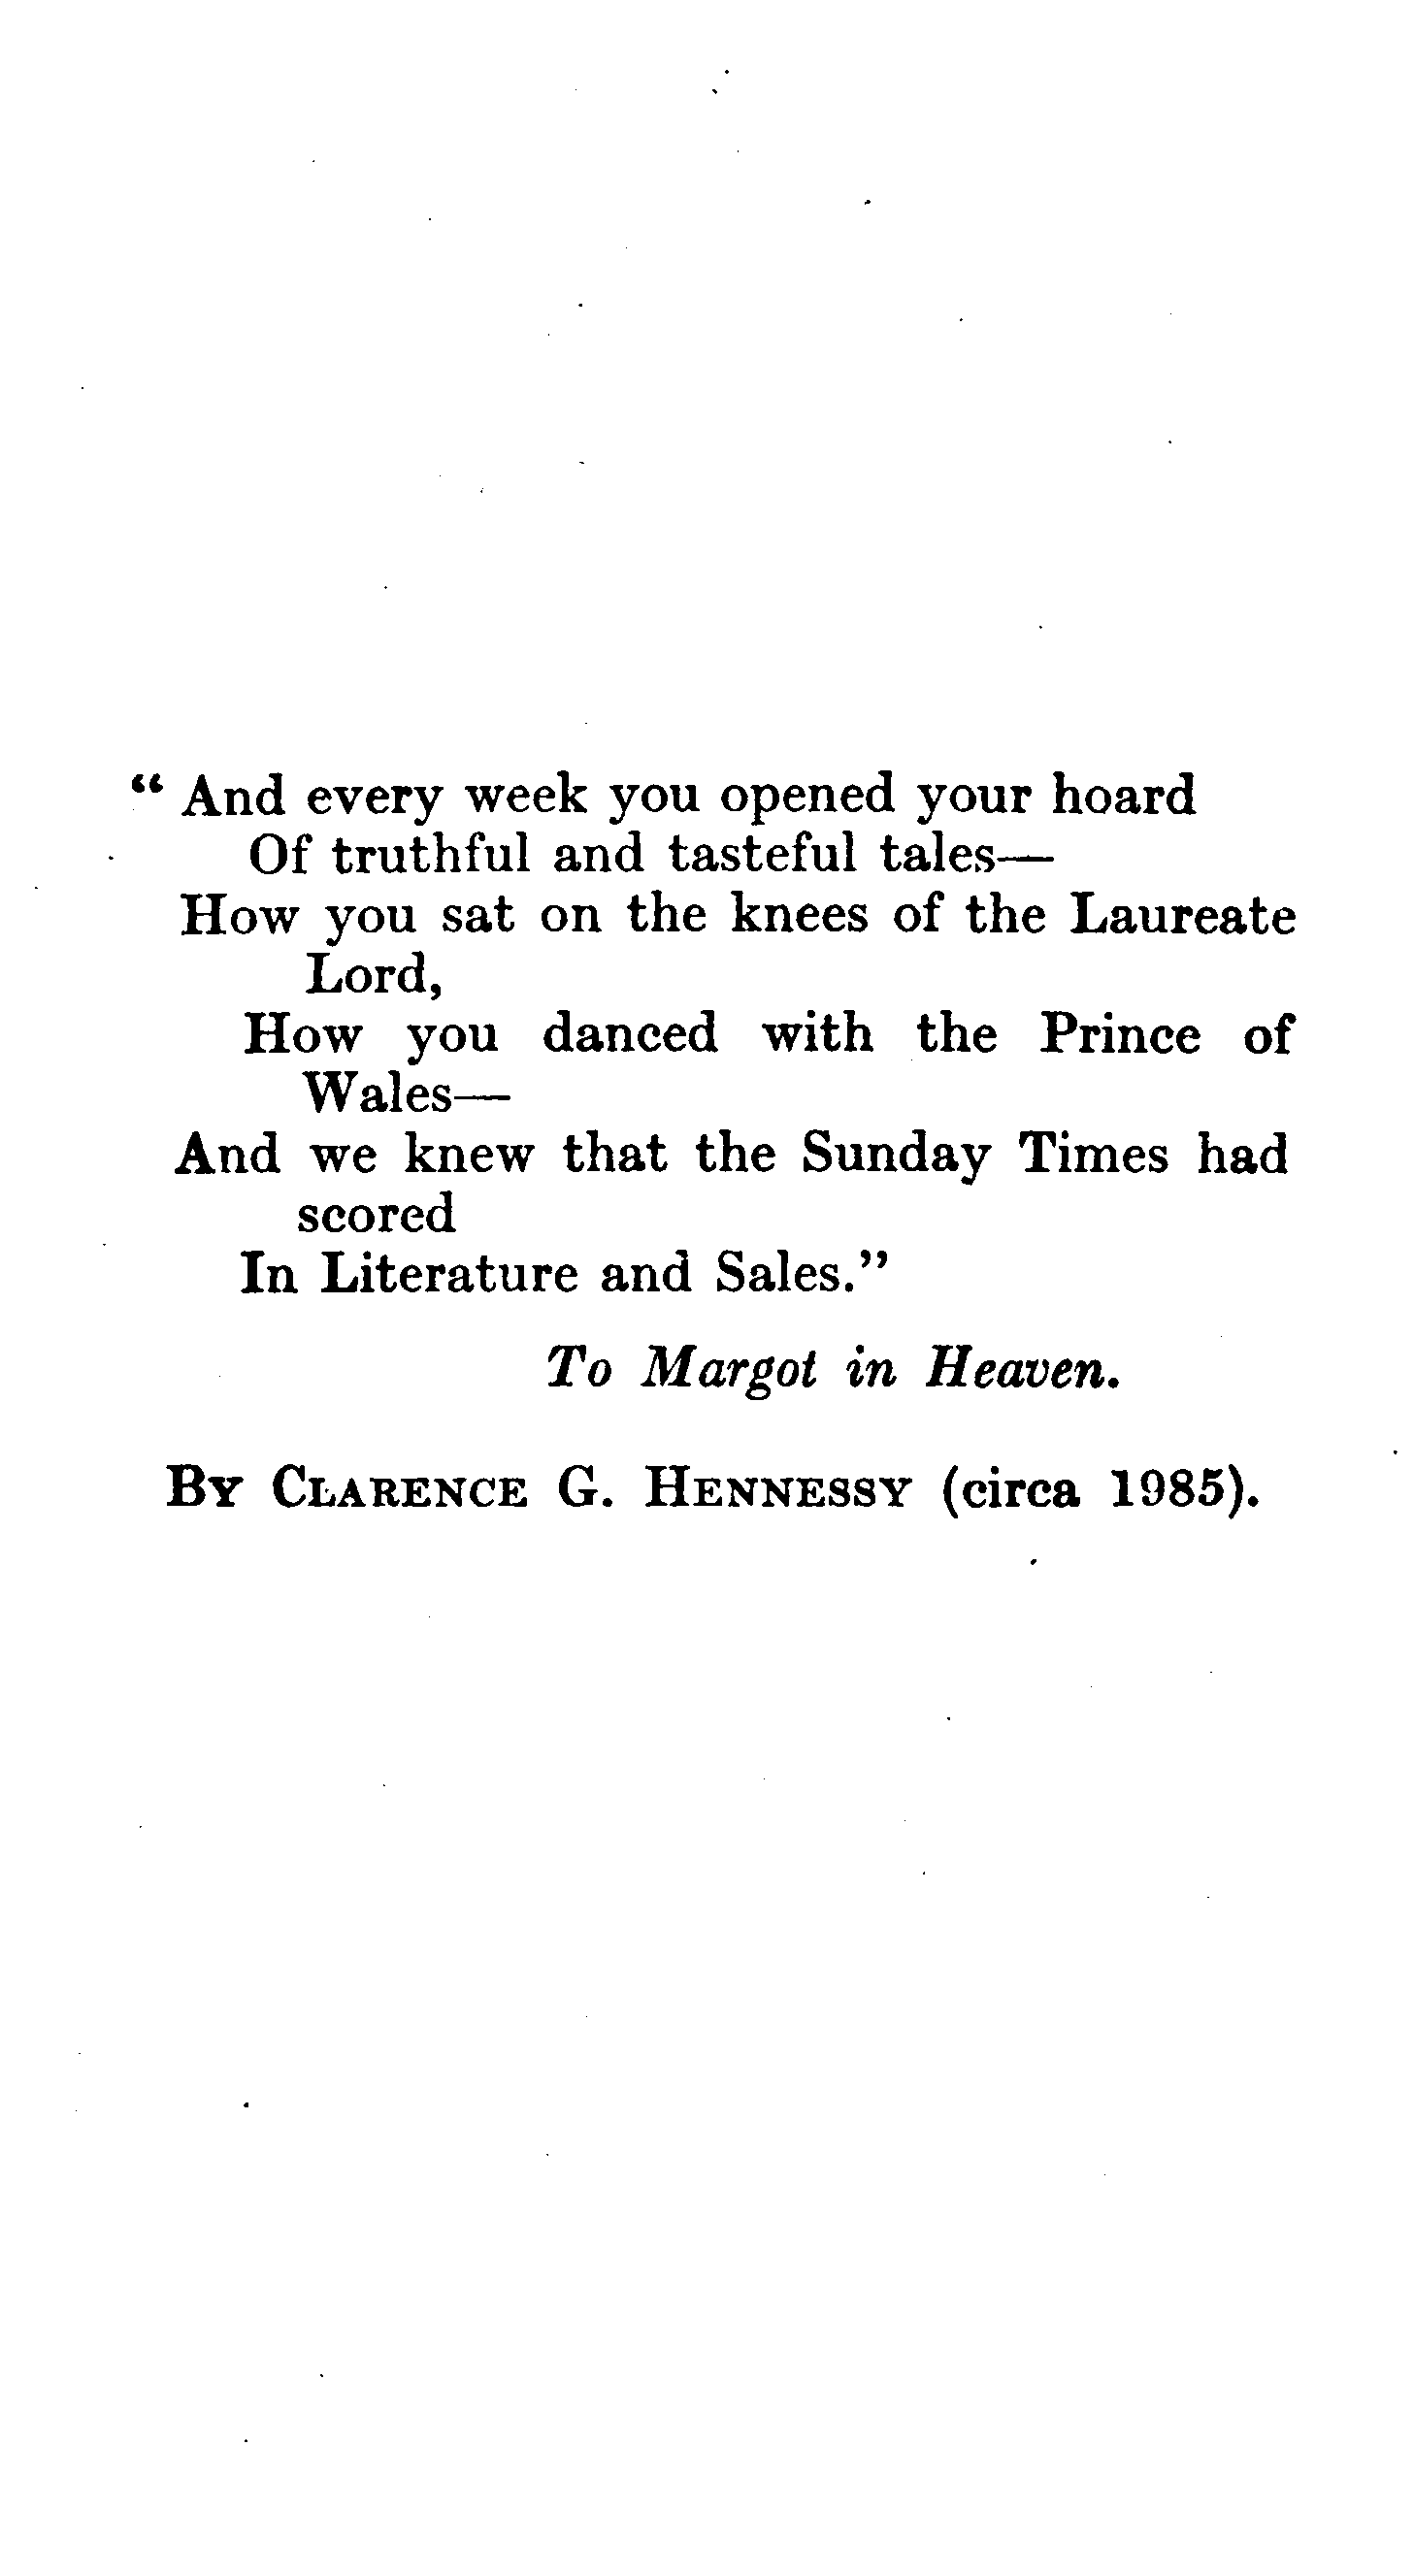 “ And every week you opened your hoard
Of truthful and tasteful tales—
How you sat on the knees of the Laureate
Lord,
How you danced with the Prince of
Wales—
And we knew that the Sunday Times had
scored
In Literature and Sales.”
To Margot in Heaven.
By Clarence G. Hennessy (circa 1985).